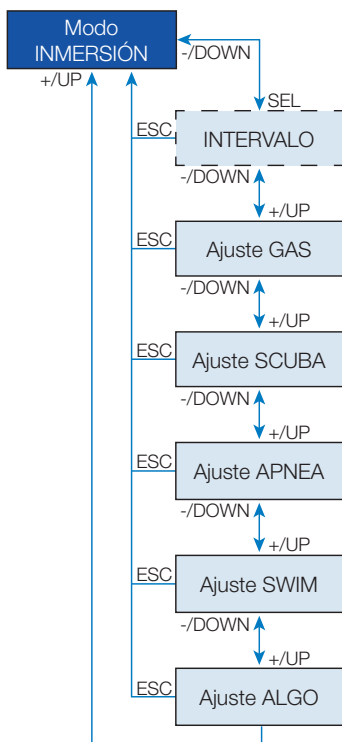 Modo
INMERSIÓN
-/DOWN
+/UP
SEL
ESC
INTERVALO
-/DOWN
+/UP
ESC
Ajuste GAS
-/DOWN
+/UP
ESC
Ajuste SCUBA
-/DOWN
+/UP
ESC
Ajuste APNEA
-/DOWN
+/UP
ESC
Ajuste SWIM
-/DOWN
+/UP
ESC
Ajuste ALGO